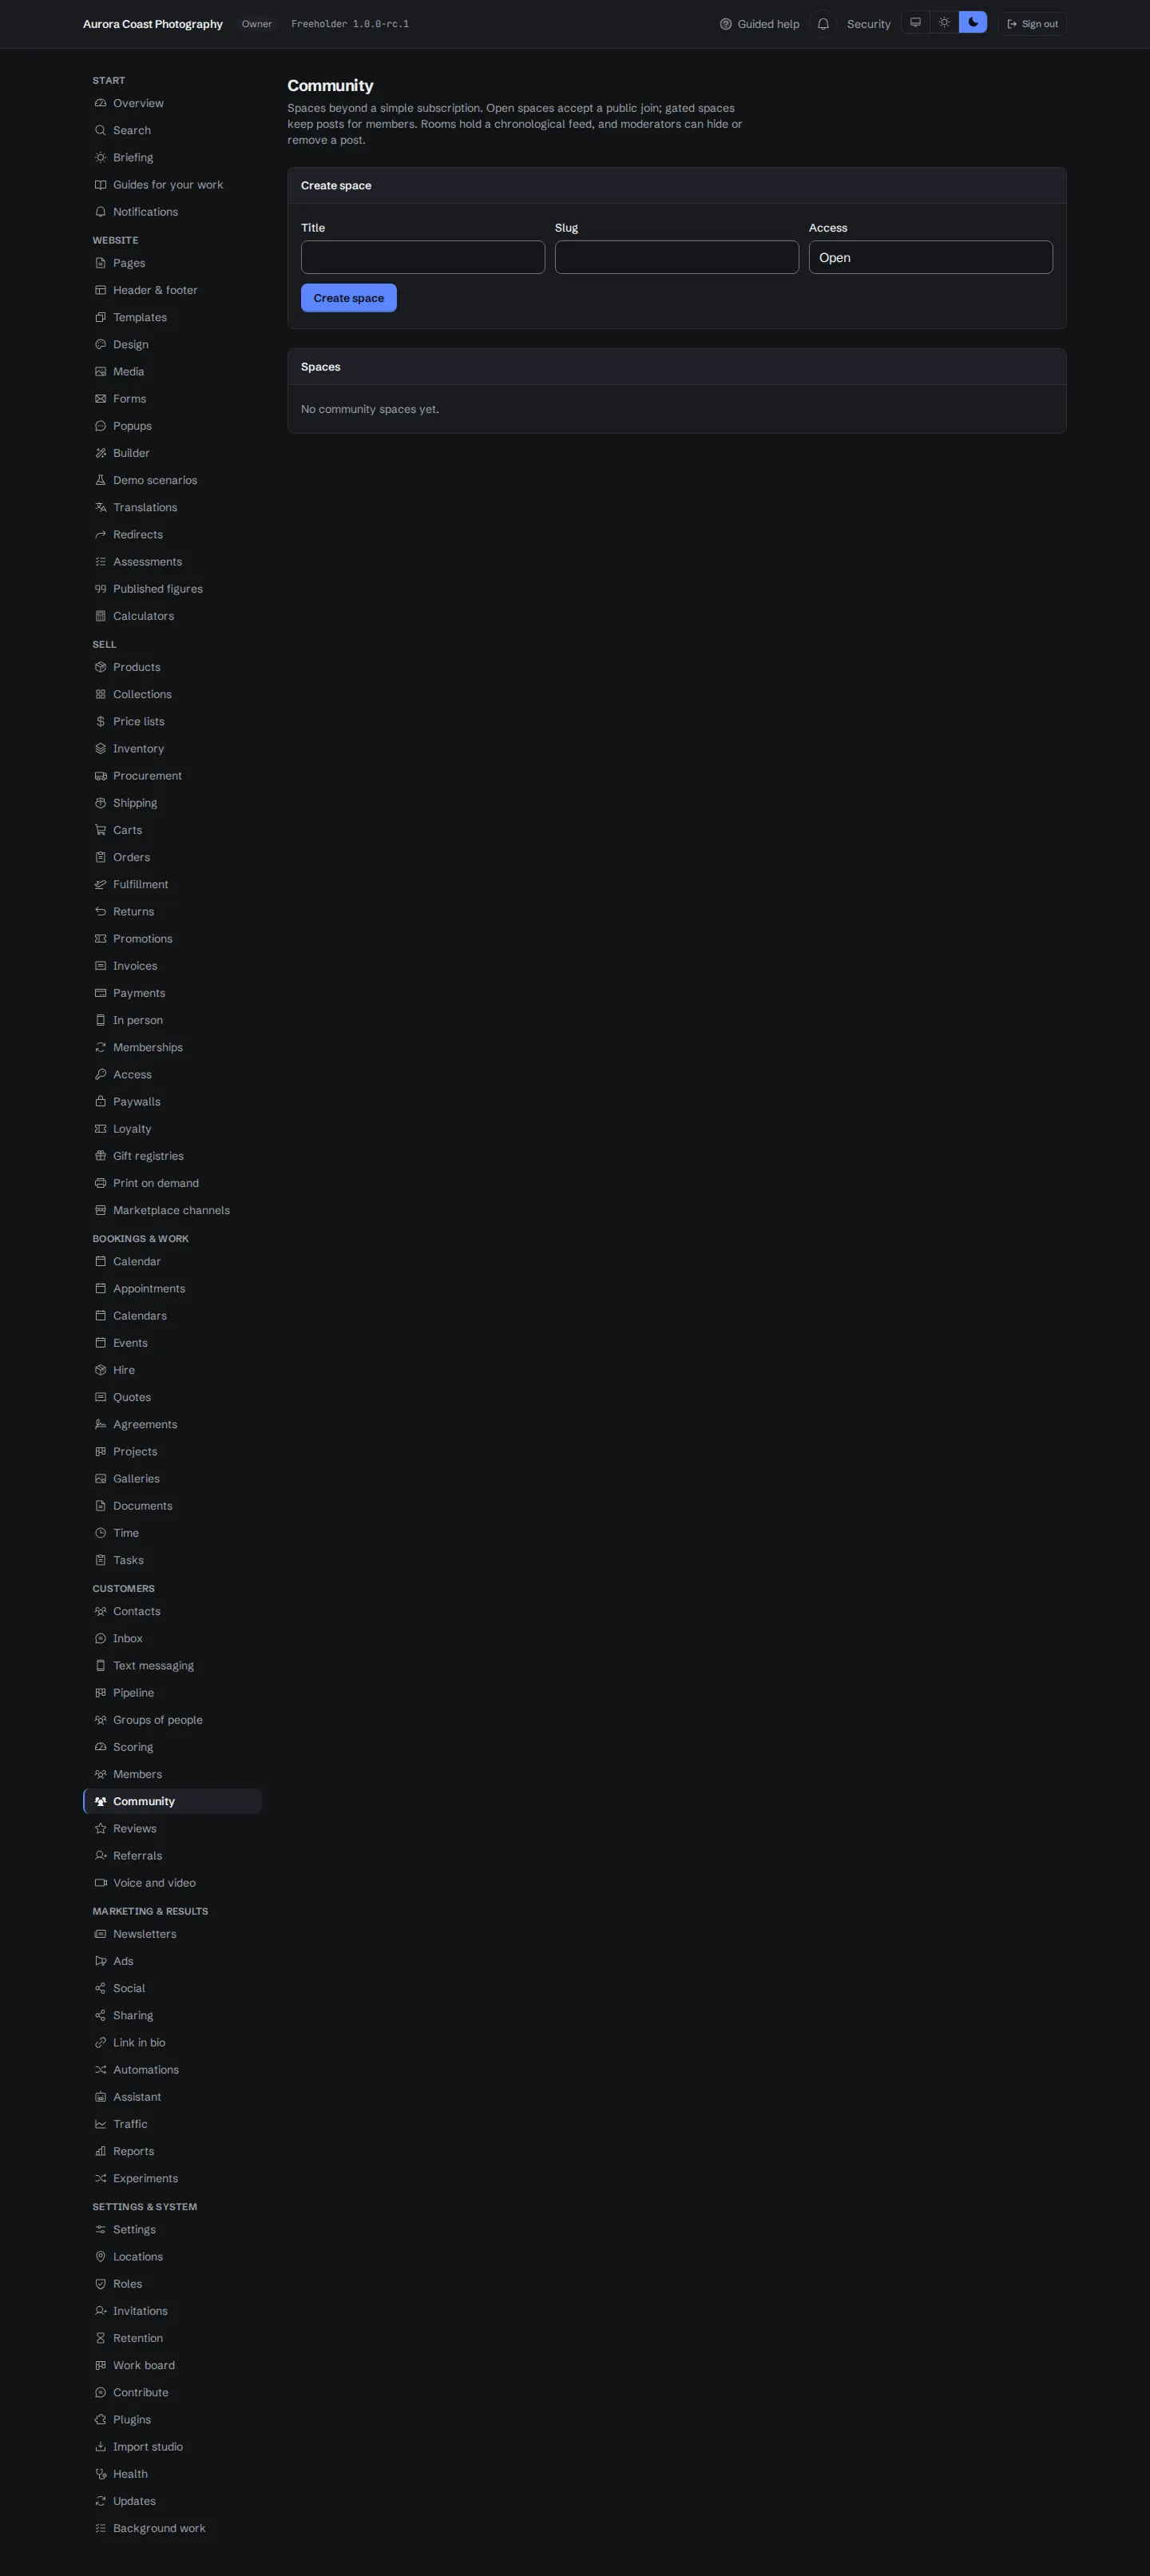 Aurora Coast Photography
Owner
Freeholder 1.0.0-rc.1
Guided help
Security
Sign out
START
Overview
Search
Briefing
Guides for your work
Notifications
WEBSITE
Pages
Header & footer
Templates
Design
Media
Forms
Popups
Builder
Demo scenarios
Translations
Redirects
Assessments
Published figures
Calculators
SELL
Products
Collections
Price lists
Inventory
Procurement
Shipping
Carts
Orders
Fulfillment
Returns
Promotions
Invoices
Payments
In person
Memberships
Access
Paywalls
Loyalty
Gift registries
Print on demand
Marketplace channels
BOOKINGS & WORK
Calendar
Appointments
Calendars
Events
Hire
Quotes
Agreements
Projects
Galleries
Documents
Time
Tasks
CUSTOMERS
Contacts
Inbox
Text messaging
Pipeline
Groups of people
Scoring
Members
Community
Reviews
Referrals
Voice and video
MARKETING & RESULTS
Newsletters
Ads
Social
Sharing
Link in bio
Automations
Assistant
Traffic
Reports
Experiments
SETTINGS & SYSTEM
Settings
Locations
Roles
Invitations
Retention
Work board
Contribute
Plugins
Import studio
Health
Updates
Background work
Community
Spaces beyond a simple subscription. Open spaces accept a public join; gated spaces
keep posts for members. Rooms hold a chronological feed, and moderators can hide or
remove a post.
Create space
Title
Slug
Access
Open
Create space
Spaces
No community spaces yet.